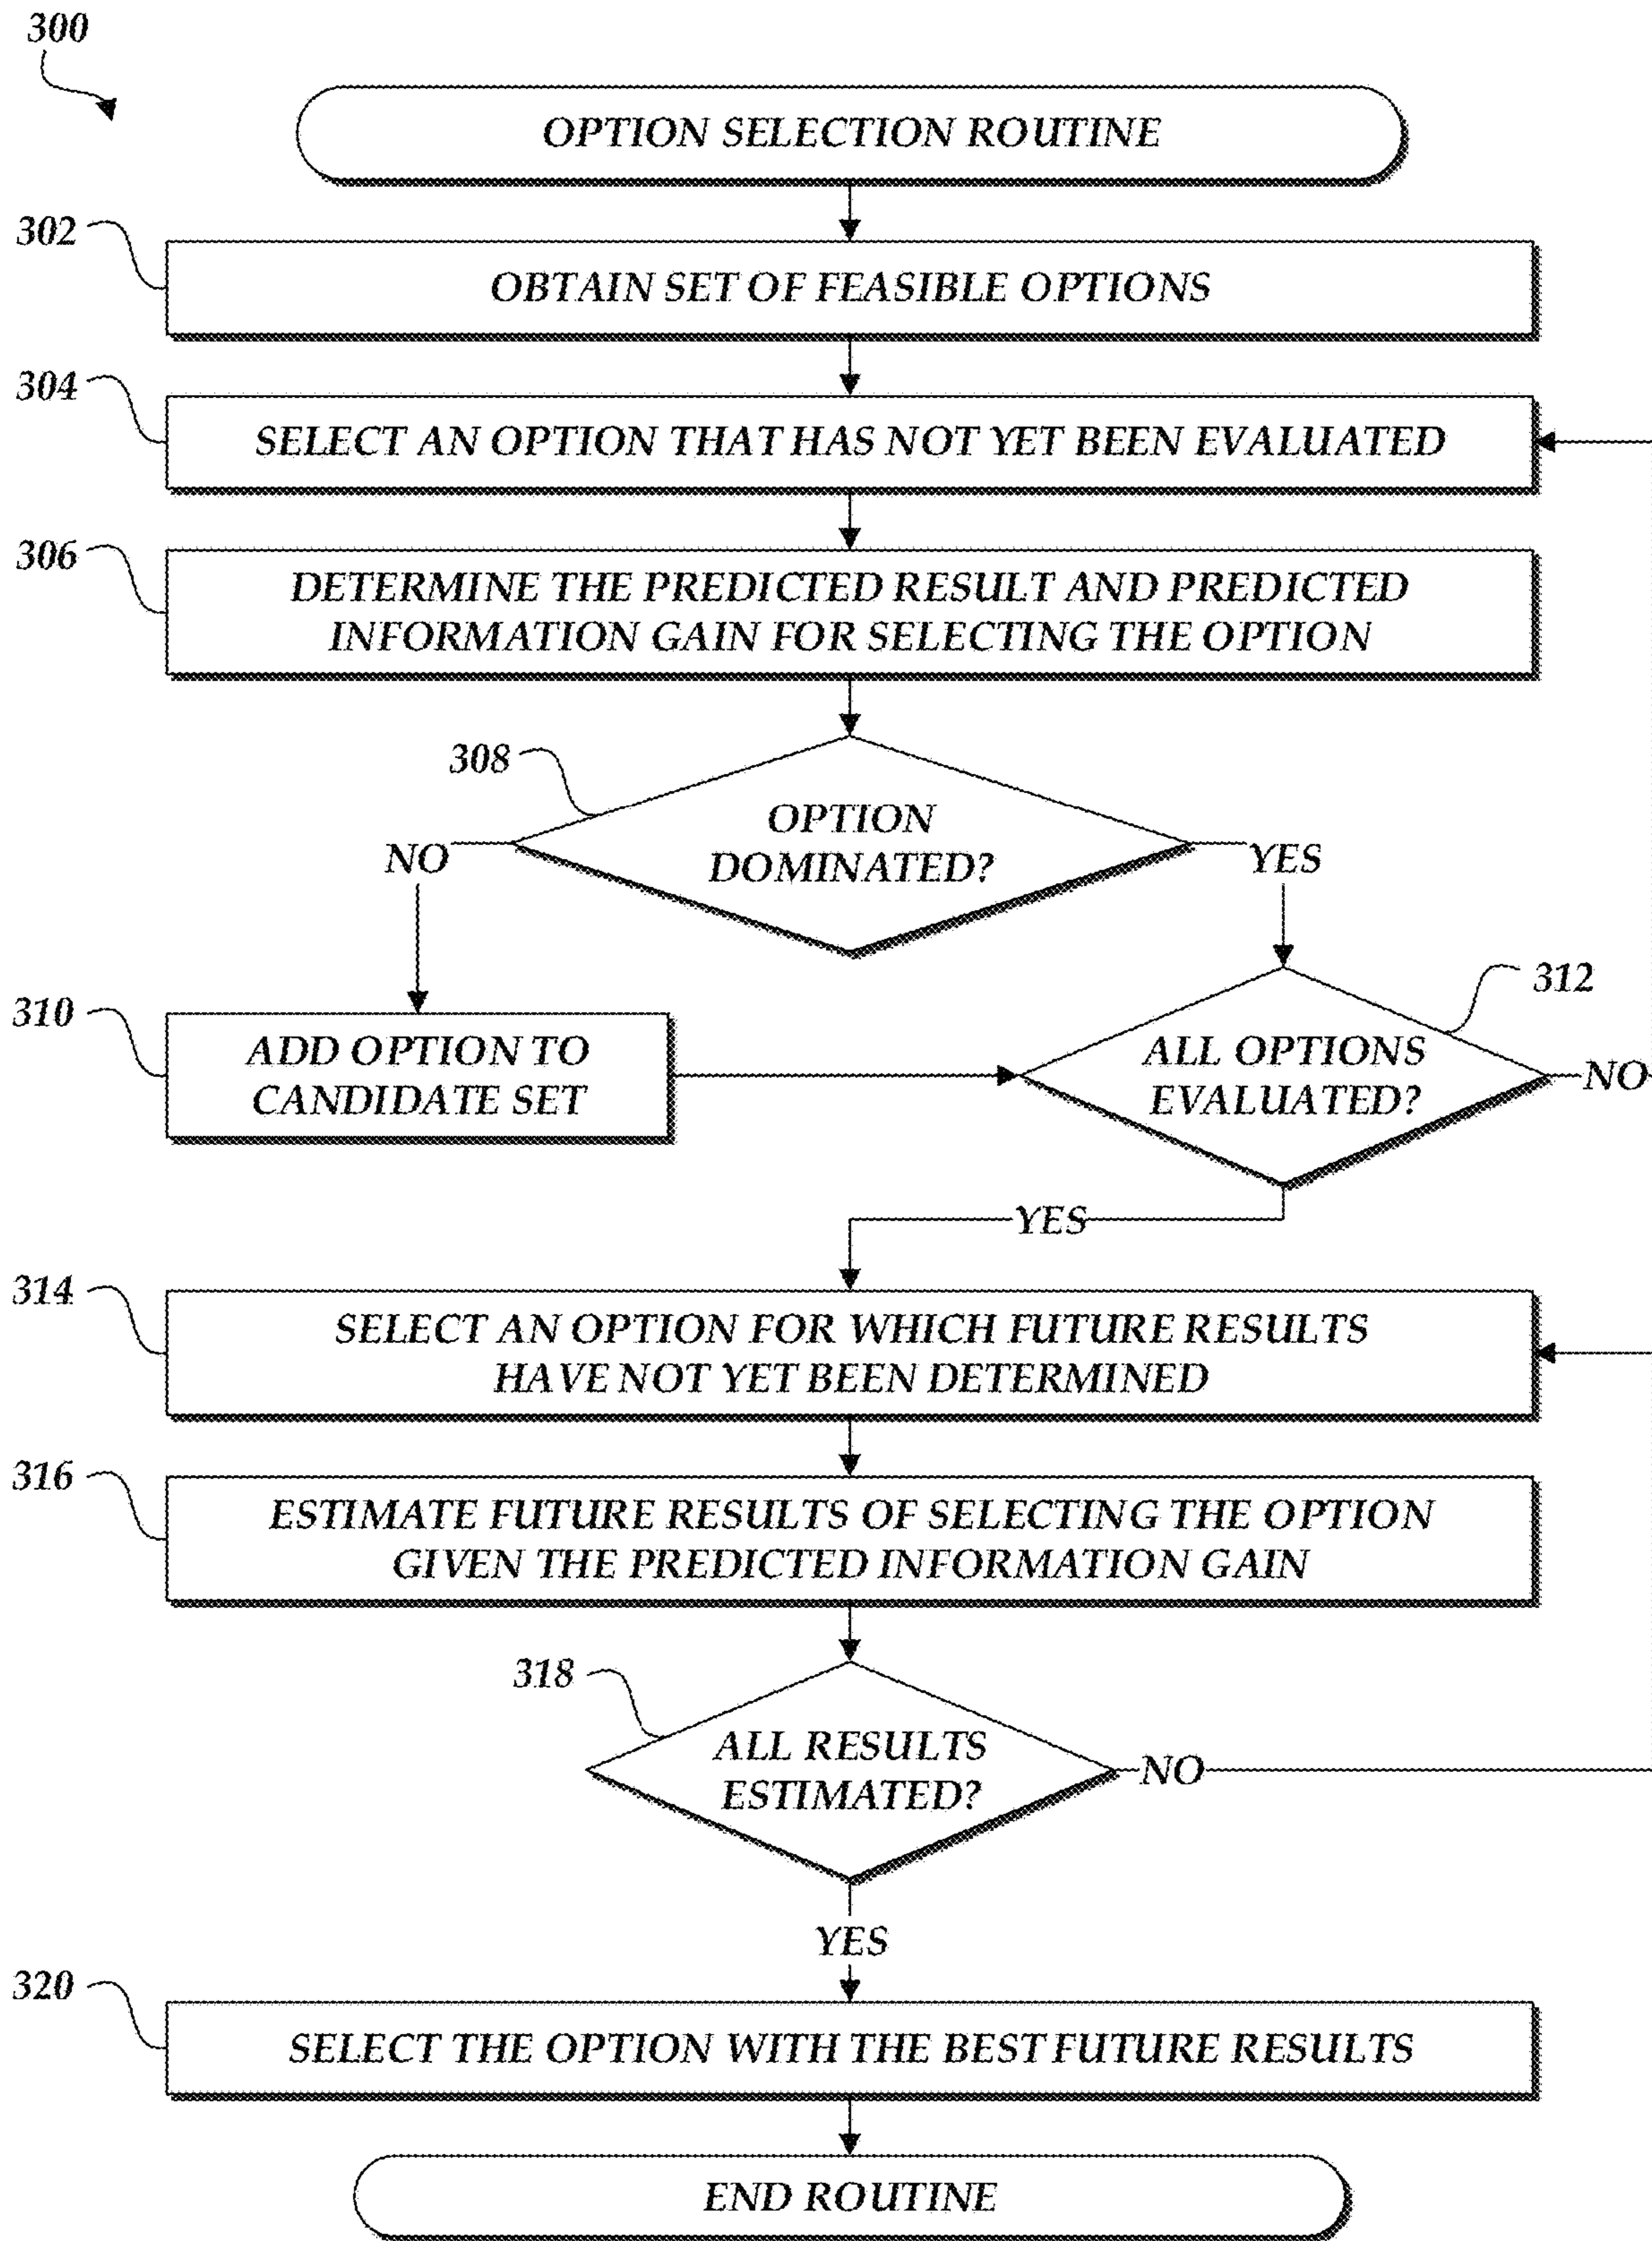 300
OPTION SELECTION ROUTINE
302
OBTAIN SET OF FEASIBLE OPTIONS
304
SELECT AN OPTION THAT HAS NOT YET BEEN EVALUATED
306
DETERMINE THE PREDICTED RESULT AND PREDICTED
INFORMATION GAIN FOR SELECTING THE OPTION
308
OPTION
DOMINATED?
NO
YES
310
ADD OPTION TO
CANDIDATE SET
312
ALL OPTIONS
EVALUATED?
NO
YES
314
SELECT AN OPTION FOR WHICH FUTURE RESULTS
HAVE NOT YET BEEN DETERMINED
316
ESTIMATE FUTURE RESULTS OF SELECTING THE OPTION
GIVEN THE PREDICTED INFORMATION GAIN
318
ALL RESULTS
ESTIMATED?
NO
YES
320
SELECT THE OPTION WITH THE BEST FUTURE RESULTS
END ROUTINE